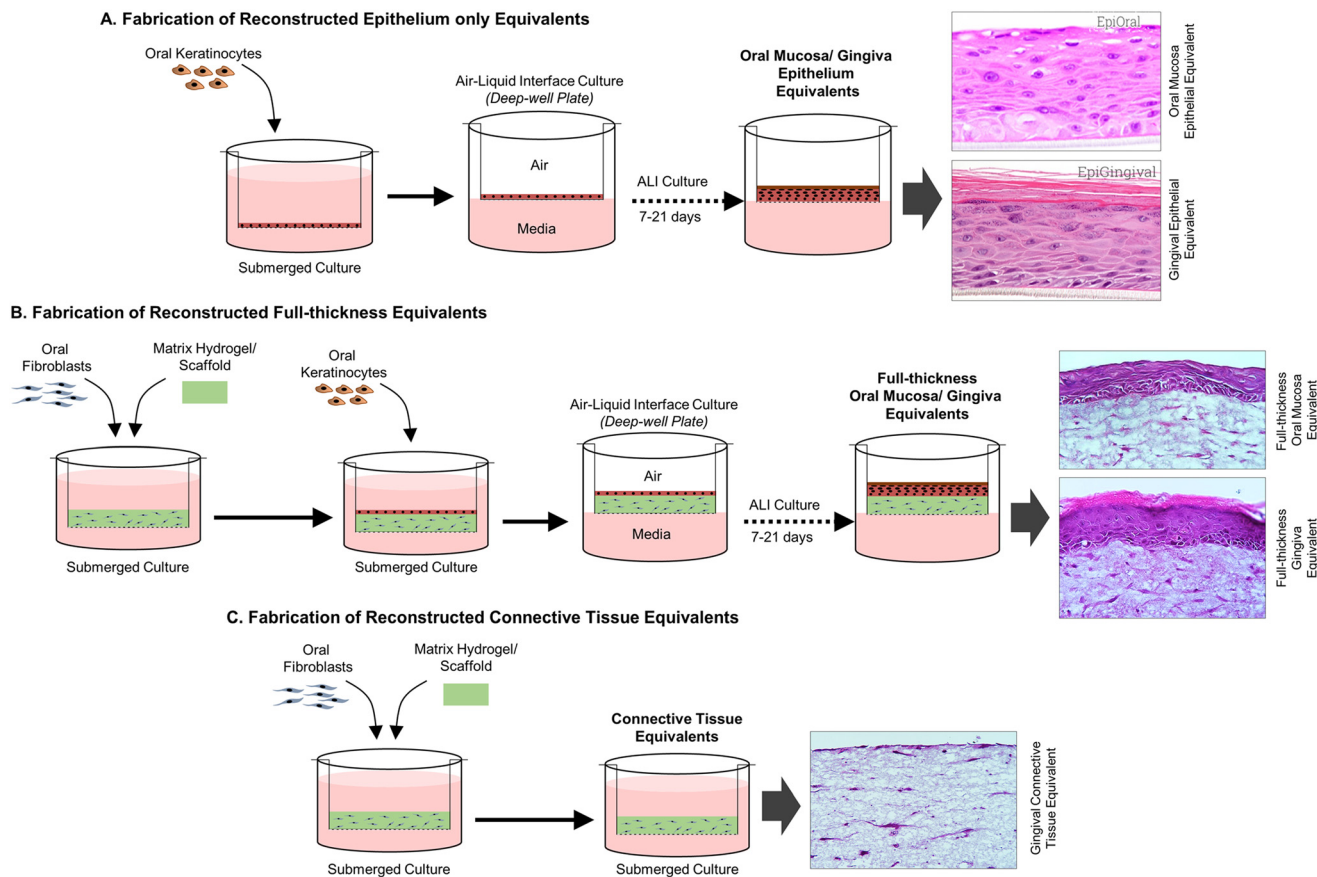 A. Fabrication of Reconstructed Epithelium only Equivalents
Oral Keratinocytes
Submerged Culture
Air-Liquid Interface Culture
(Deep-well Plate)
Air
Media
ALI Culture
7-21 days
Oral Mucosa/ Gingiva
Epithelium
Equivalents
EpiOral
Oral Mucosa
Epithelial Equivalent
EpiGingival
Gingival Epithelial
Equivalent
B. Fabrication of Reconstructed Full-thickness Equivalents
Oral
Fibroblasts
Matrix Hydrogel/
Scaffold
Submerged Culture
Oral
Keratinocytes
Submerged Culture
Air-Liquid Interface Culture
(Deep-well Plate)
Air
Media
ALI Culture
7-21 days
Full-thickness
Oral Mucosa/ Gingiva
Equivalents
Full-thickness
Oral Mucosa
Equivalent
Full-thickness
Gingiva
Equivalent
C. Fabrication of Reconstructed Connective Tissue Equivalents
Oral
Fibroblasts
Matrix Hydrogel/
Scaffold
Submerged Culture
Connective Tissue
Equivalents
Submerged Culture
Gingival Connective
Tissue Equivalent